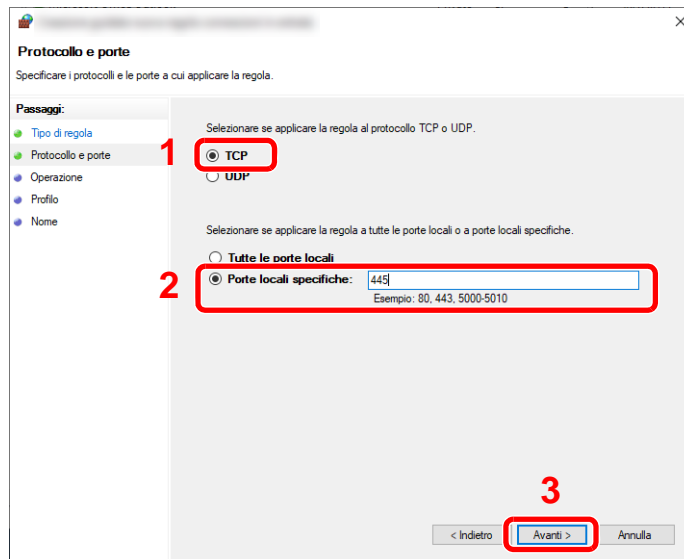 Protocollo e porte
Specificare i protocolli e le porte a cui applicare la regola.
Passaggi:
Tipo di regola
Protocollo e porte
Operazione
Profilo
Nome
Selezionare se applicare la regola al protocollo TCP o UDP.
1
TCP
UDP
Selezionare se applicare la regola a tutte le porte locali o a porte locali specifiche.
Tutte le porte locali
2
Porte locali specifiche: 445
Esempio: 80, 443, 5000-5010
3
< Indietro Avanti > Annulla